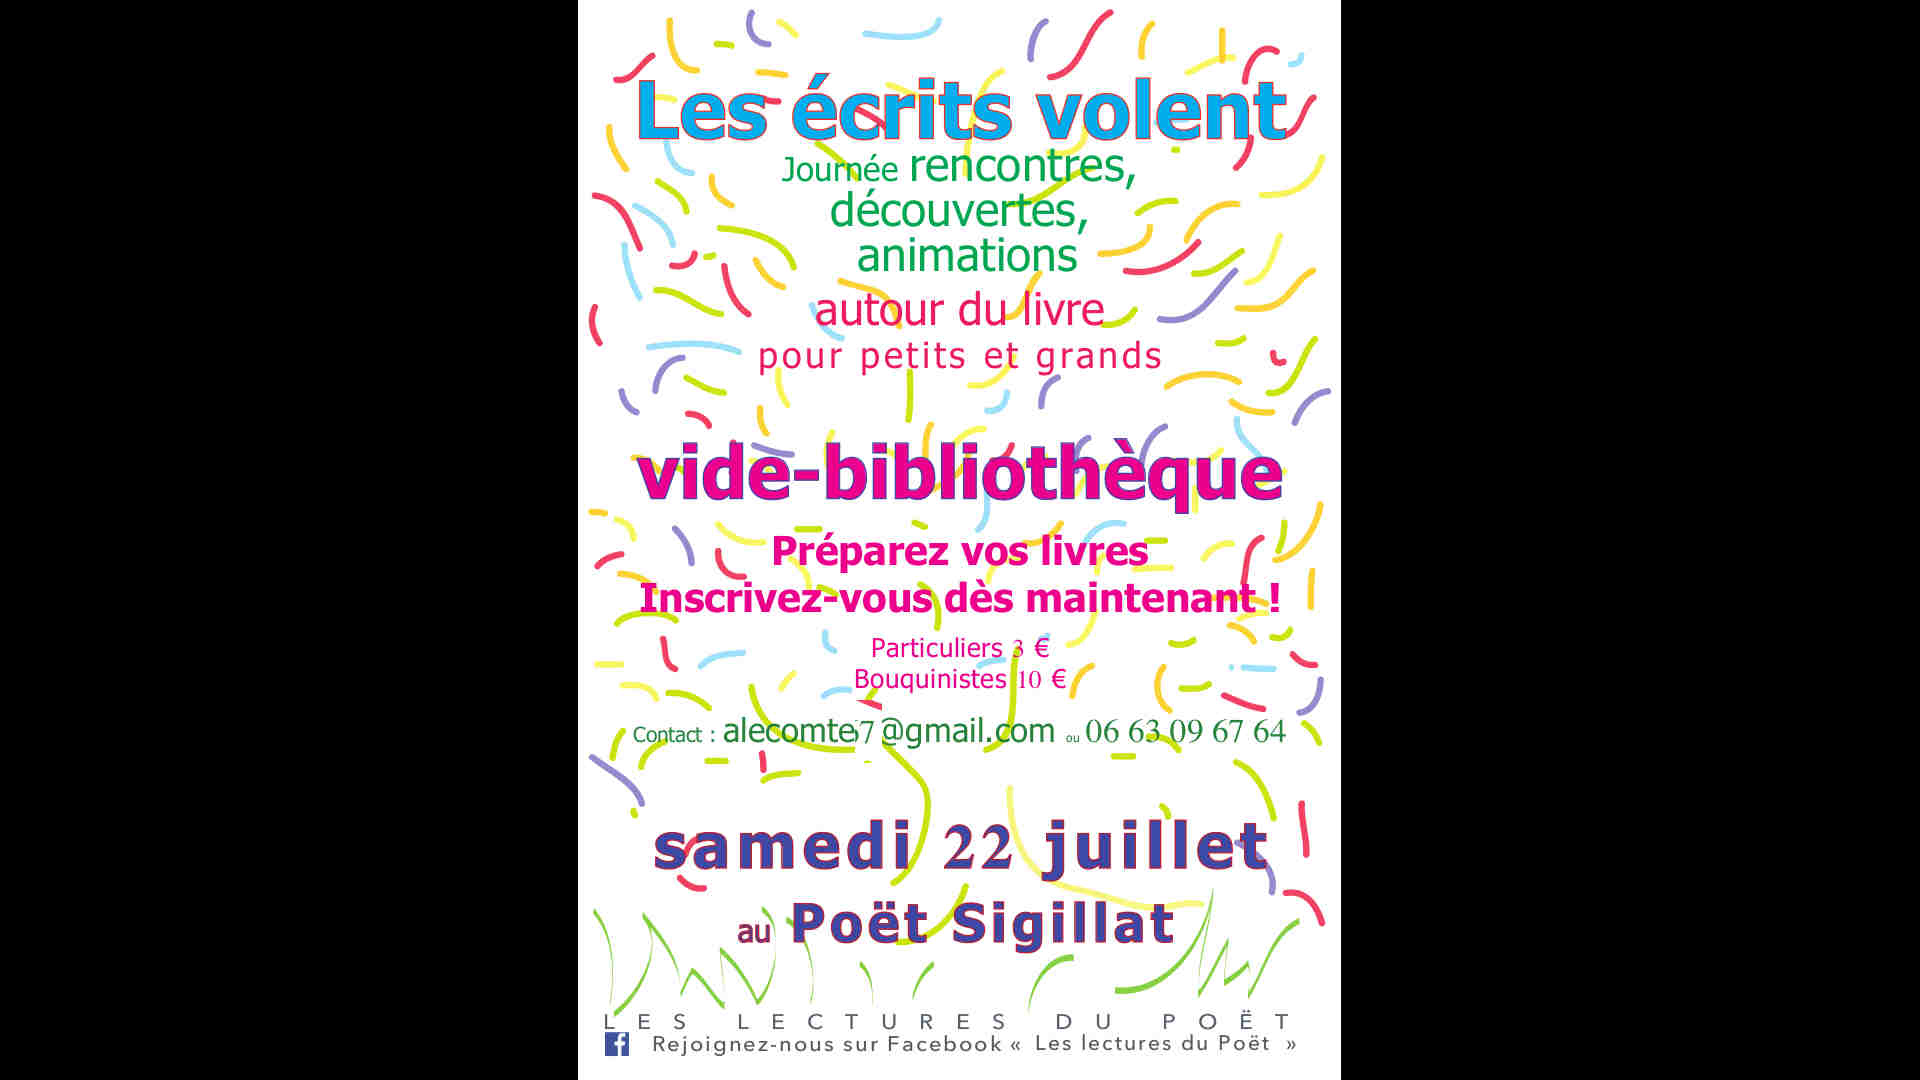 Les écrits volent
Journée rencontres,
découvertes,
animations
autour du livre
pour petits et grands
vide-bibliothèque
Préparez vos livres
Inscrivez-vous dès maintenant !
Particuliers 3 €
Bouquinistes 10 €
Contact : alecomte67@gmail.com ou 06 63 09 67 64
samedi 22 juillet
au Poët Sigillat
LES LECTURES DU POËT
Rejoignez-nous sur Facebook « Les lectures du Poët »